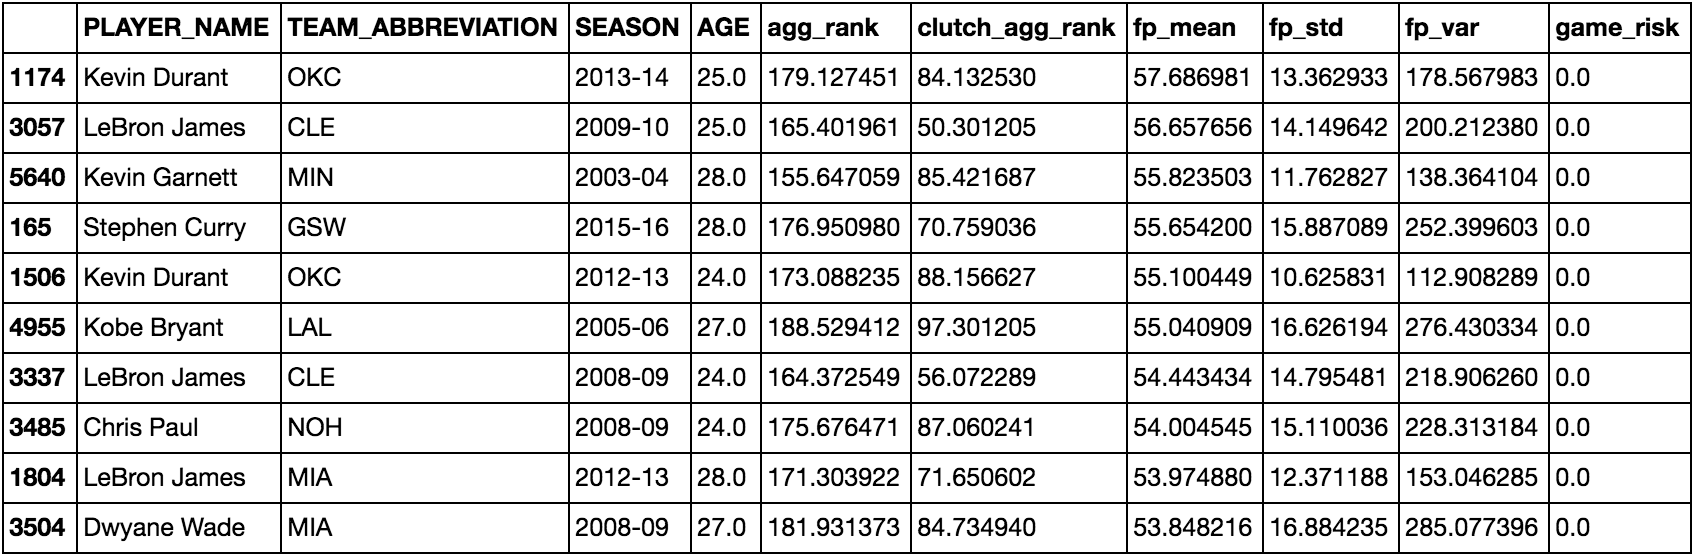 PLAYER_NAME TEAM_ABBREVIATION SEASON AGE agg_rank clutch_agg_rank fp_mean fp_std fp_var game_risk
1174 Kevin Durant OKC 2013-14 25.0 179.127451 84.132530 57.686981 13.362933 178.567983 0.0
3057 LeBron James CLE 2009-10 25.0 165.401961 50.301205 56.657656 14.149642 200.212380 0.0
5640 Kevin Garnett MIN 2003-04 28.0 155.647059 85.421687 55.823503 11.762827 138.364104 0.0
165 Stephen Curry GSW 2015-16 28.0 176.950980 70.759036 55.654200 15.887089 252.399603 0.0
1506 Kevin Durant OKC 2012-13 24.0 173.088235 88.156627 55.100449 10.625831 112.908289 0.0
4955 Kobe Bryant LAL 2005-06 27.0 188.529412 97.301205 55.040909 16.626194 276.430334 0.0
3337 LeBron James CLE 2008-09 24.0 164.372549 56.072289 54.443434 14.795481 218.906260 0.0
3485 Chris Paul NOH 2008-09 24.0 175.676471 87.060241 54.004545 15.110036 228.313184 0.0
1804 LeBron James MIA 2012-13 28.0 171.303922 71.650602 53.974880 12.371188 153.046285 0.0
3504 Dwyane Wade MIA 2008-09 27.0 181.931373 84.734940 53.848216 16.884235 285.077396 0.0